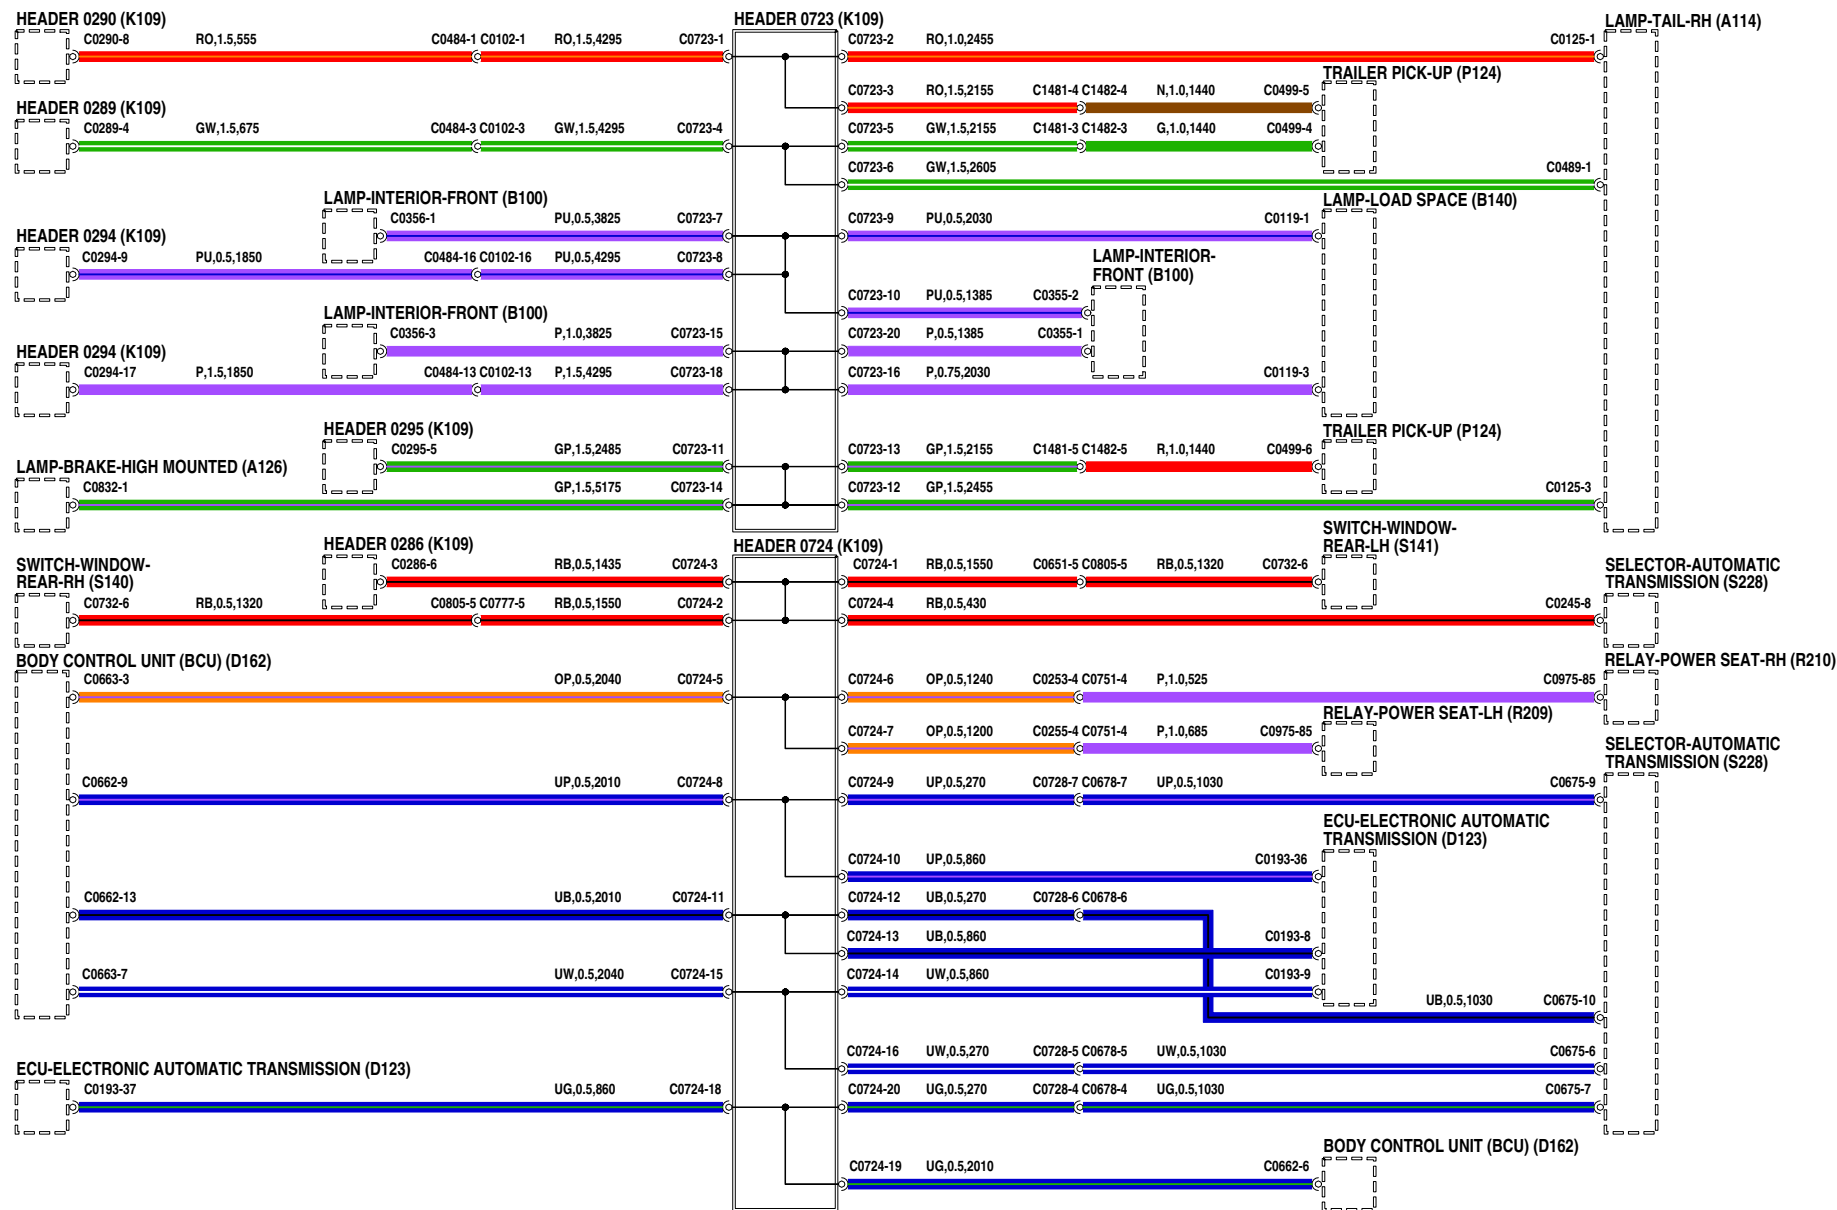 HEADER 0290 (K109)
HEADER 0723 (K109)
LAMP-TAIL-RH (A114)
C0290-8 RO,1.5,555 C0484-1 C0102-1 RO,1.5,4295 C0723-1
C0723-2 RO,1.0,2455 C0125-1
TRAILER PICK-UP (P124)
C0723-3 RO,1.5,2155 C1481-4 C1482-4 N,1.0,1440 C0499-5
HEADER 0289 (K109)
C0289-4 GW,1.5,675 C0484-3 C0102-3 GW,1.5,4295 C0723-4
C0723-5 GW,1.5,2155 C1481-3 C1482-3 G,1.0,1440 C0499-4
C0723-6 GW,1.5,2605 C0489-1
LAMP-INTERIOR-FRONT (B100)
LAMP-LOAD SPACE (B140)
C0356-1 PU,0.5,3825 C0723-7
C0723-9 PU,0.5,2030 C0119-1
HEADER 0294 (K109)
C0294-9 PU,0.5,1850 C0484-16 C0102-16 PU,0.5,4295 C0723-8
LAMP-INTERIOR-
FRONT (B100)
C0723-10 PU,0.5,1385 C0355-2
LAMP-INTERIOR-FRONT (B100)
C0356-3 P,1.0,3825 C0723-15
C0723-20 P,0.5,1385 C0355-1
HEADER 0294 (K109)
C0294-17 P,1.5,1850 C0484-13 C0102-13 P,1.5,4295 C0723-18
C0723-16 P,0.75,2030 C0119-3
HEADER 0295 (K109)
TRAILER PICK-UP (P124)
C0295-5 GP,1.5,2485 C0723-11
C0723-13 GP,1.5,2155 C1481-5 C1482-5 R,1.0,1440 C0499-6
LAMP-BRAKE-HIGH MOUNTED (A126)
C0832-1 GP,1.5,5175 C0723-14
C0723-12 GP,1.5,2455 C0125-3
HEADER 0286 (K109)
HEADER 0724 (K109)
SWITCH-WINDOW-
REAR-LH (S141)
C0286-6 RB,0.5,1435 C0724-3
C0724-1 RB,0.5,1550 C0651-5 C0805-5 RB,0.5,1320 C0732-6
SWITCH-WINDOW-
REAR-RH (S140)
SELECTOR-AUTOMATIC
TRANSMISSION (S228)
C0732-6 RB,0.5,1320 C0805-5 C0777-5 RB,0.5,1550 C0724-2
C0724-4 RB,0.5,430 C0245-8
BODY CONTROL UNIT (BCU) (D162)
RELAY-POWER SEAT-RH (R210)
C0663-3 OP,0.5,2040 C0724-5
C0724-6 OP,0.5,1240 C0253-4 C0751-4 P,1.0,525 C0975-85
RELAY-POWER SEAT-LH (R209)
C0724-7 OP,0.5,1200 C0255-4 C0751-4 P,1.0,685 C0975-85
SELECTOR-AUTOMATIC
TRANSMISSION (S228)
C0662-9 UP,0.5,2010 C0724-8
C0724-9 UP,0.5,270 C0728-7 C0678-7 UP,0.5,1030 C0675-9
ECU-ELECTRONIC AUTOMATIC
TRANSMISSION (D123)
C0724-10 UP,0.5,860 C0193-36
C0662-13 UB,0.5,2010 C0724-11
C0724-12 UB,0.5,270 C0728-6 C0678-6
C0724-13 UB,0.5,860 C0193-8
C0663-7 UW,0.5,2040 C0724-15
C0724-14 UW,0.5,860 C0193-9
UB,0.5,1030 C0675-10
C0724-16 UW,0.5,270 C0728-5 C0678-5 UW,0.5,1030 C0675-6
ECU-ELECTRONIC AUTOMATIC TRANSMISSION (D123)
C0193-37 UG,0.5,860 C0724-18
C0724-20 UG,0.5,270 C0728-4 C0678-4 UG,0.5,1030 C0675-7
BODY CONTROL UNIT (BCU) (D162)
C0724-19 UG,0.5,2010 C0662-6